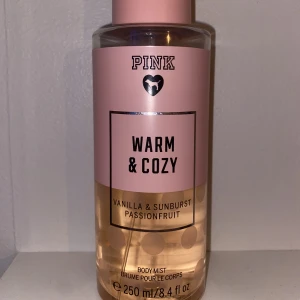 PINK
WARM
& COZY
VANILLA & SUNBURST
PASSIONFRUIT
BODY MIST
BRUME POUR LE CORPS
℮ 250 ml/8.4 fl oz